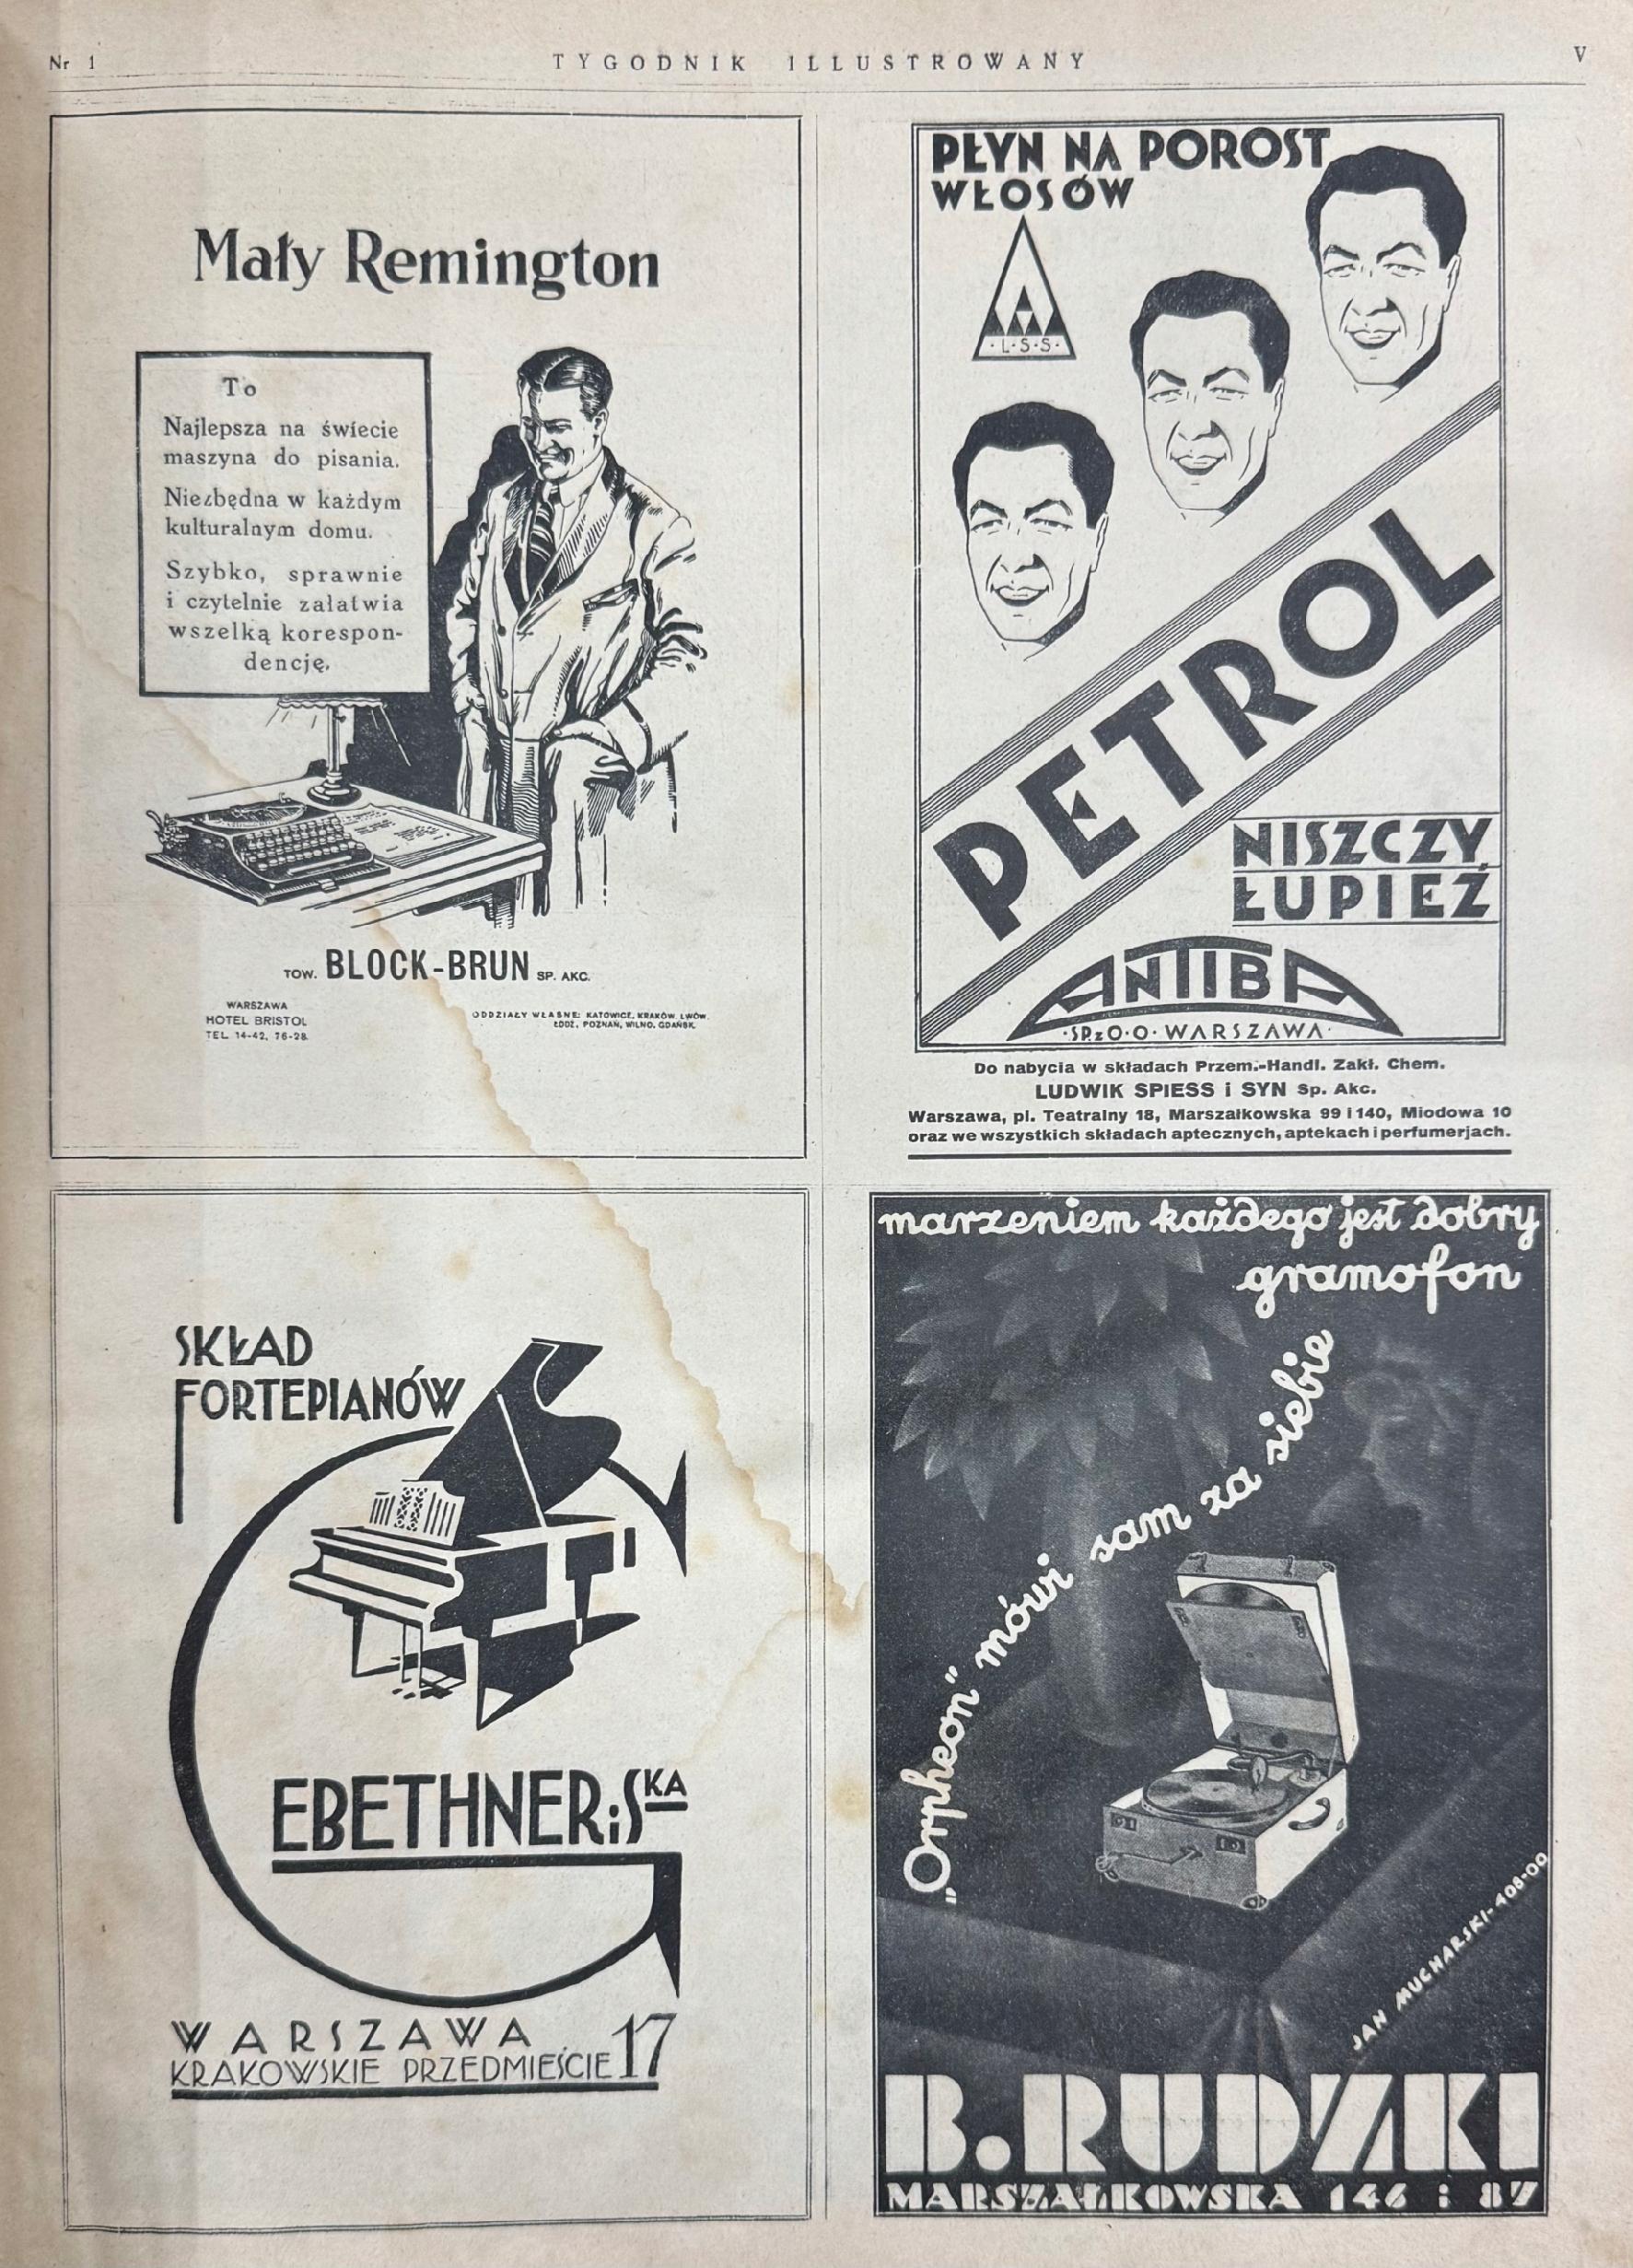 Nr 1
TYGODNIK ILLUSTROWANY
V
Mały Remington
To
Najlepsza na świecie
maszyna do pisania.
Niezbędna w każdym
kulturalnym domu.
Szybko, sprawnie
i czytelnie załatwia
wszelką korespon-
dencję.
TOW. BLOCK-BRUN SP. AKC.
WARSZAWA
HOTEL BRISTOL
TEL. 14-42, 76-28.
ODDZIAŁY WŁASNE: KATOWICE, KRAKÓW, LWÓW,
ŁÓDŹ, POZNAŃ, WILNO, GDAŃSK.
PŁYN NA POROST
WŁOSÓW
·L·S·S·
PETROL
NISZCZY
ŁUPIEŻ
ANTIBA
·SP. z O·O· WARSZAWA·
Do nabycia w składach Przem.-Handl. Zakł. Chem.
LUDWIK SPIESS i SYN Sp. Akc.
Warszawa, pl. Teatralny 18, Marszałkowska 99 i 140, Miodowa 10
oraz we wszystkich składach aptecznych, aptekach i perfumerjach.
SKŁAD
FORTEPIANÓW
GEBETHNER i SKA
WARSZAWA
KRAKOWSKIE PRZEDMIEŚCIE 17
marzeniem każdego jest dobry
gramofon
„Orpheon" mówi sam za siebie
JAN MUCHARSKI-408-00
B. RUDZKI
MARSZAŁKOWSKA 146 i 87